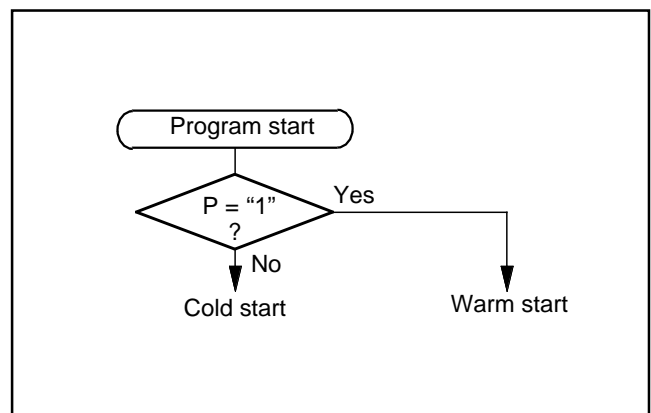 Program start
P = “1”
?
Yes
No
Cold start
Warm start